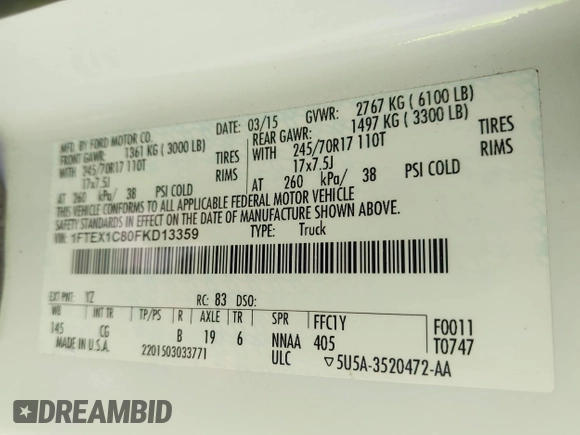 MFD. BY FORD MOTOR CO.
DATE: 03/15 GVWR: 2767 KG ( 6100 LB)
FRONT GAWR: 1361 KG ( 3000 LB) REAR GAWR: 1497 KG ( 3300 LB)
WITH 245/70R17 110T TIRES WITH 245/70R17 110T TIRES
17x7.5J RIMS 17x7.5J RIMS
AT 260 kPa/ 38 PSI COLD AT 260 kPa/ 38 PSI COLD
THIS VEHICLE CONFORMS TO ALL APPLICABLE FEDERAL MOTOR VEHICLE
SAFETY STANDARDS IN EFFECT ON THE DATE OF MANUFACTURE SHOWN ABOVE.
VIN: 1FTEX1C80FKD13359 TYPE: Truck
EXT PNT: YZ RC: 83 DSO:
WB INT TR TP/PS R AXLE TR SPR FFC1Y F0011
145 CG B 19 6 NNAA 405 T0747
MADE IN U.S.A. 2201503033771 ULC ▽5U5A-3520472-AA
DREAMBID